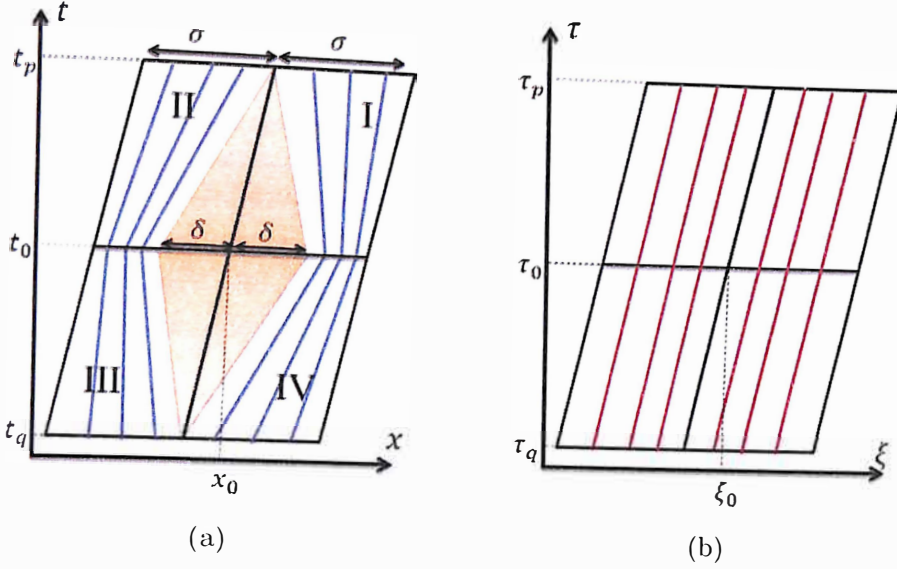 t
σ
σ
t_p
II
I
δ
δ
t_0
III
IV
t_q
x
x_0
(a)
τ
τ_p
τ_0
τ_q
ξ
ξ_0
(b)